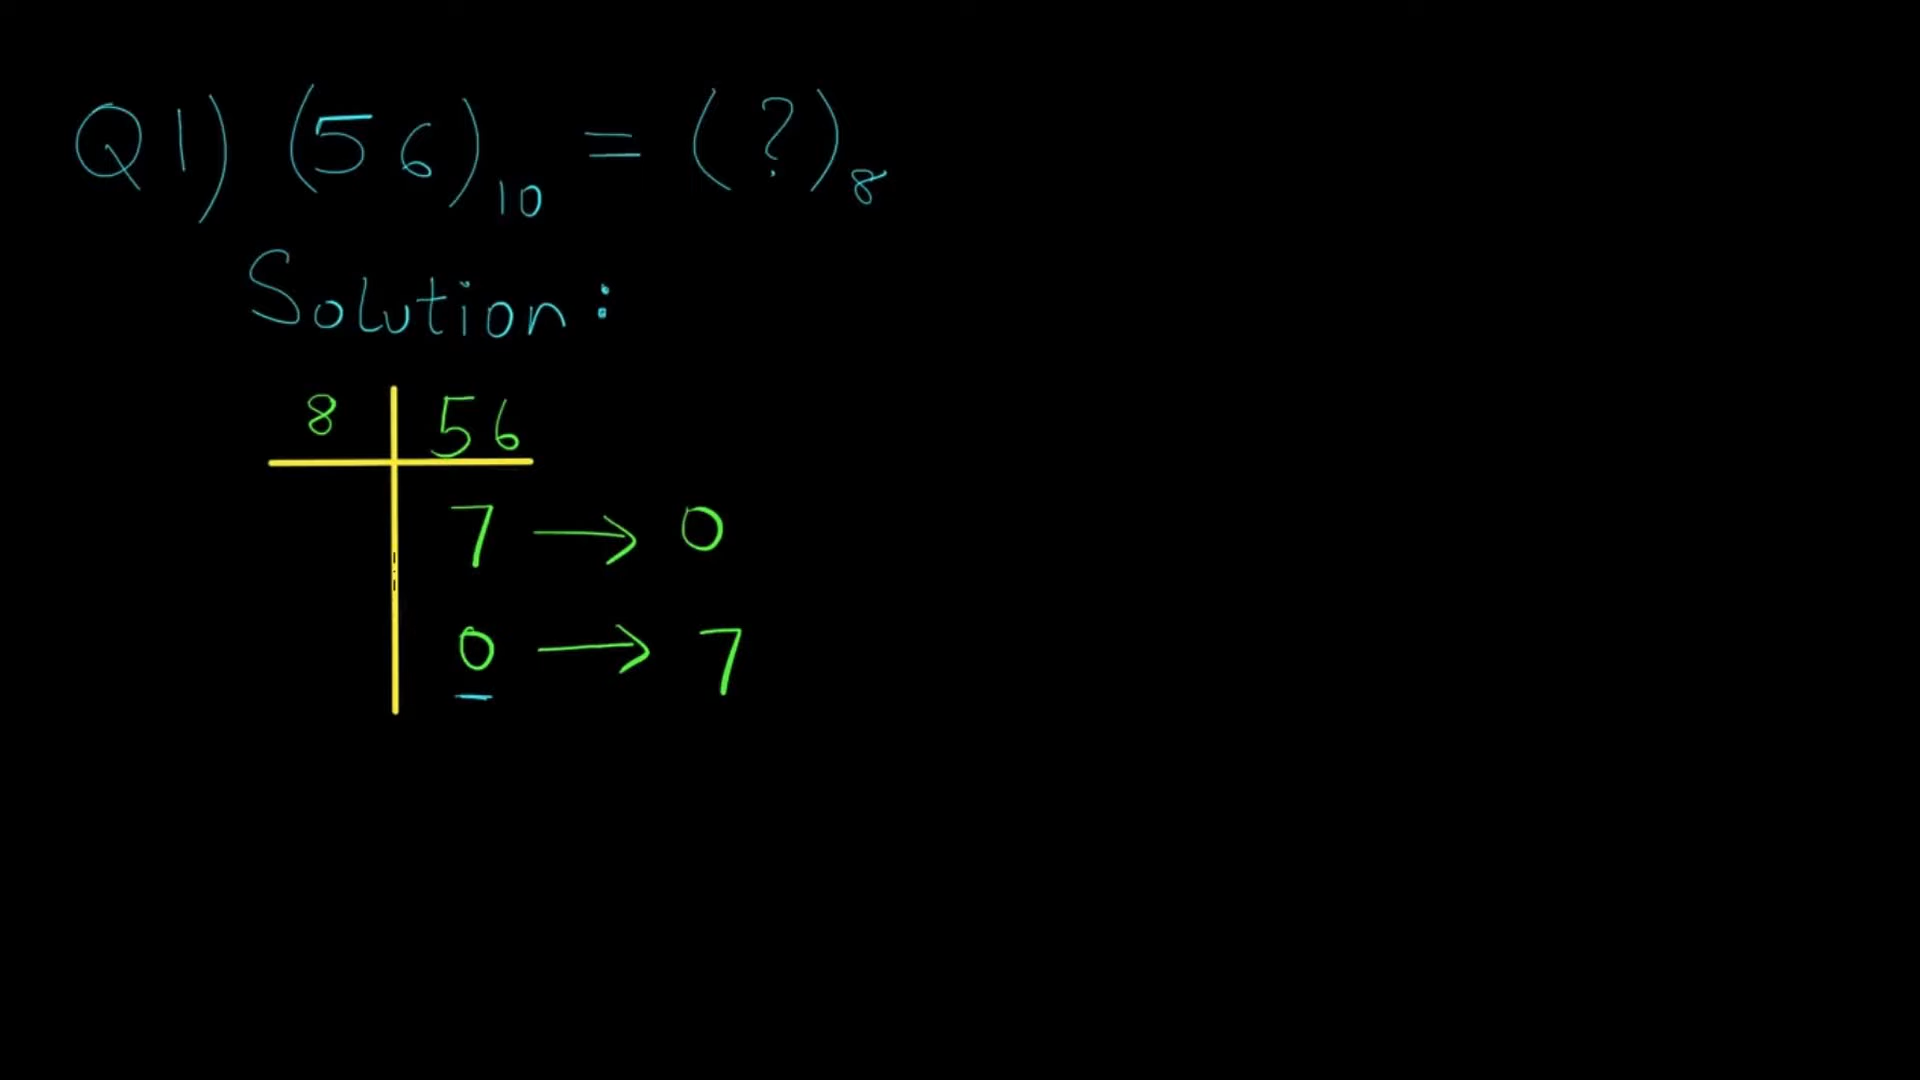 Q1) (56)₁₀ = (?)₈
Solution:
8 | 56
7 → 0
0 → 7